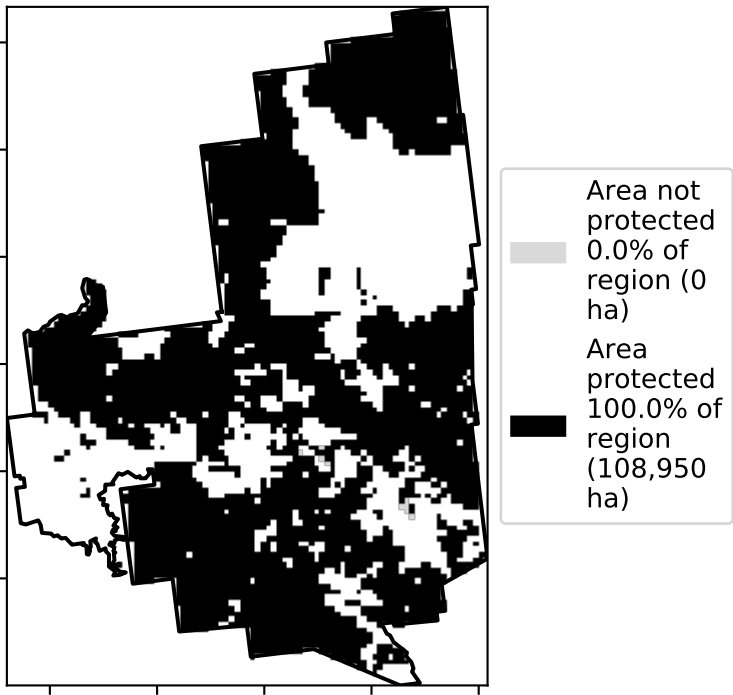 Area not
protected
0.0% of
region (0
ha)
Area
protected
100.0% of
region
(108,950
ha)